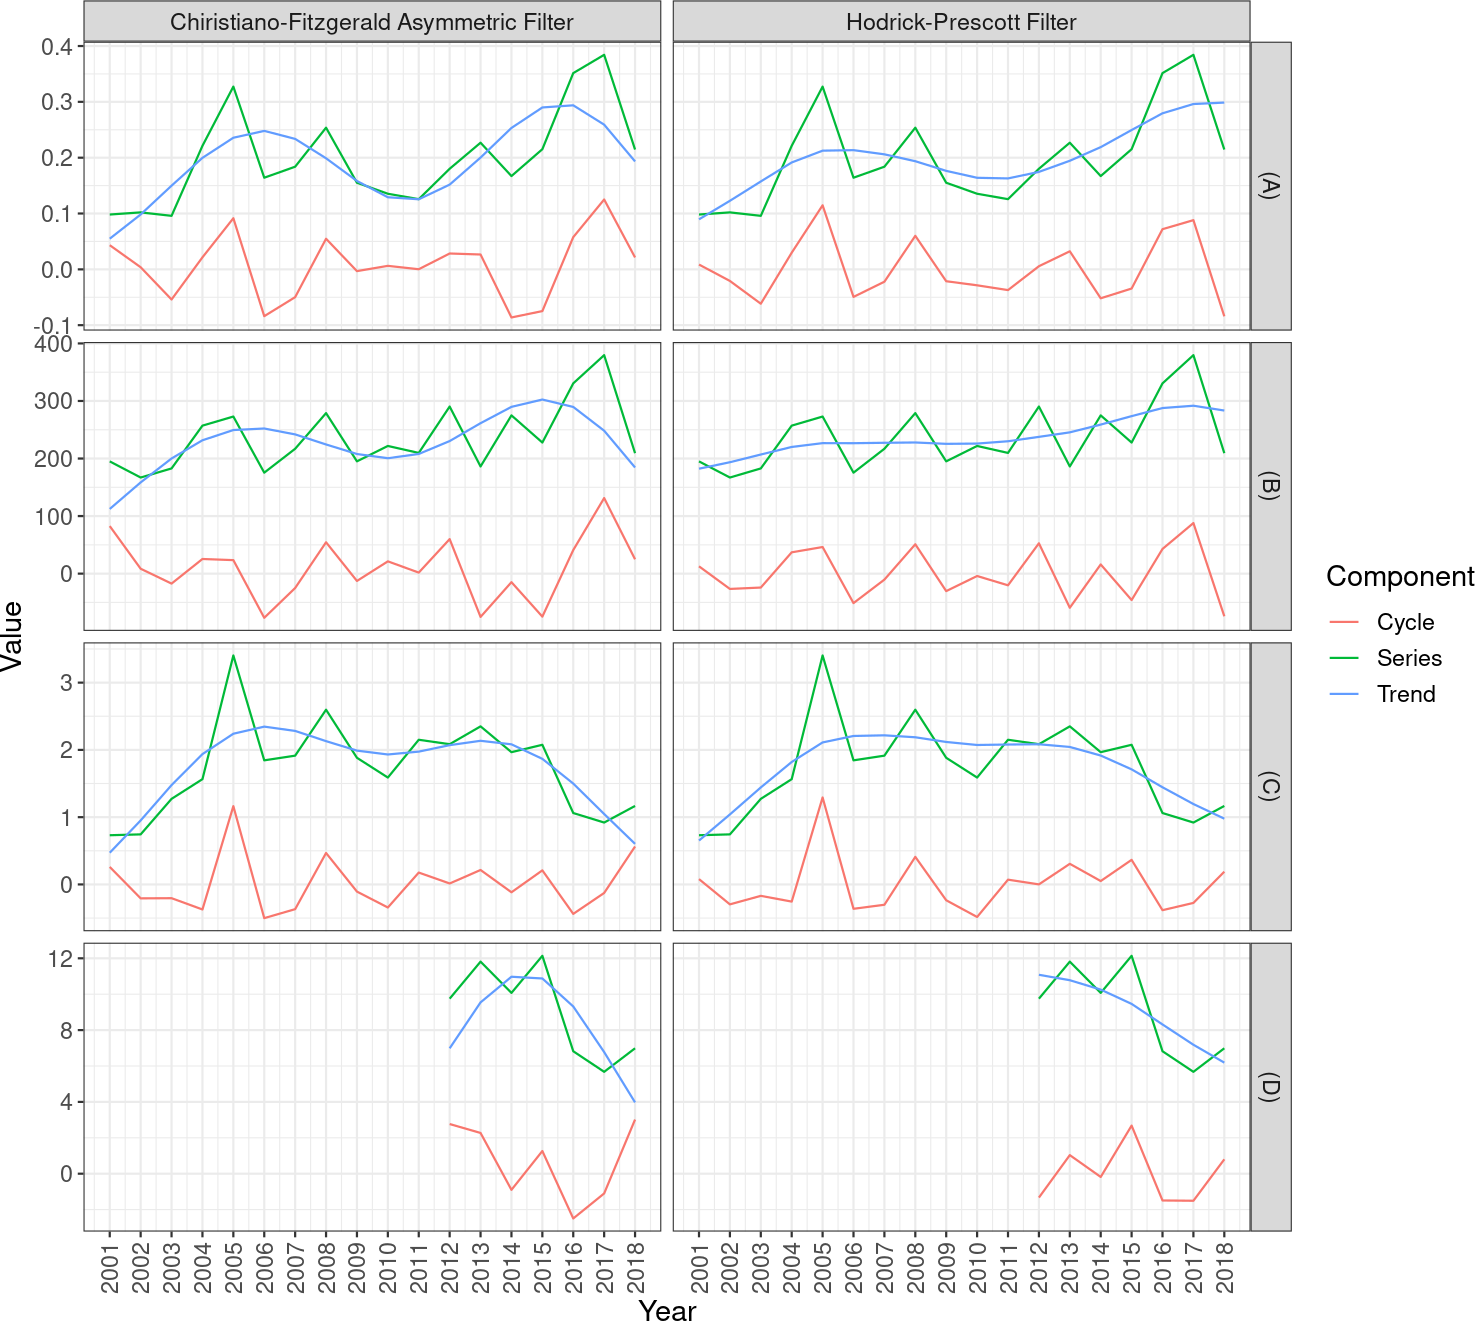 Chiristiano-Fitzgerald Asymmetric Filter
Hodrick-Prescott Filter
0.4
0.3
0.2
0.1
0.0
-0.1
(A)
400
300
200
100
0
(B)
3
2
1
0
(C)
12
8
4
0
(D)
Value
2001 2002 2003 2004 2005 2006 2007 2008 2009 2010 2011 2012 2013 2014 2015 2016 2017 2018
2001 2002 2003 2004 2005 2006 2007 2008 2009 2010 2011 2012 2013 2014 2015 2016 2017 2018
Year
Component
Cycle
Series
Trend